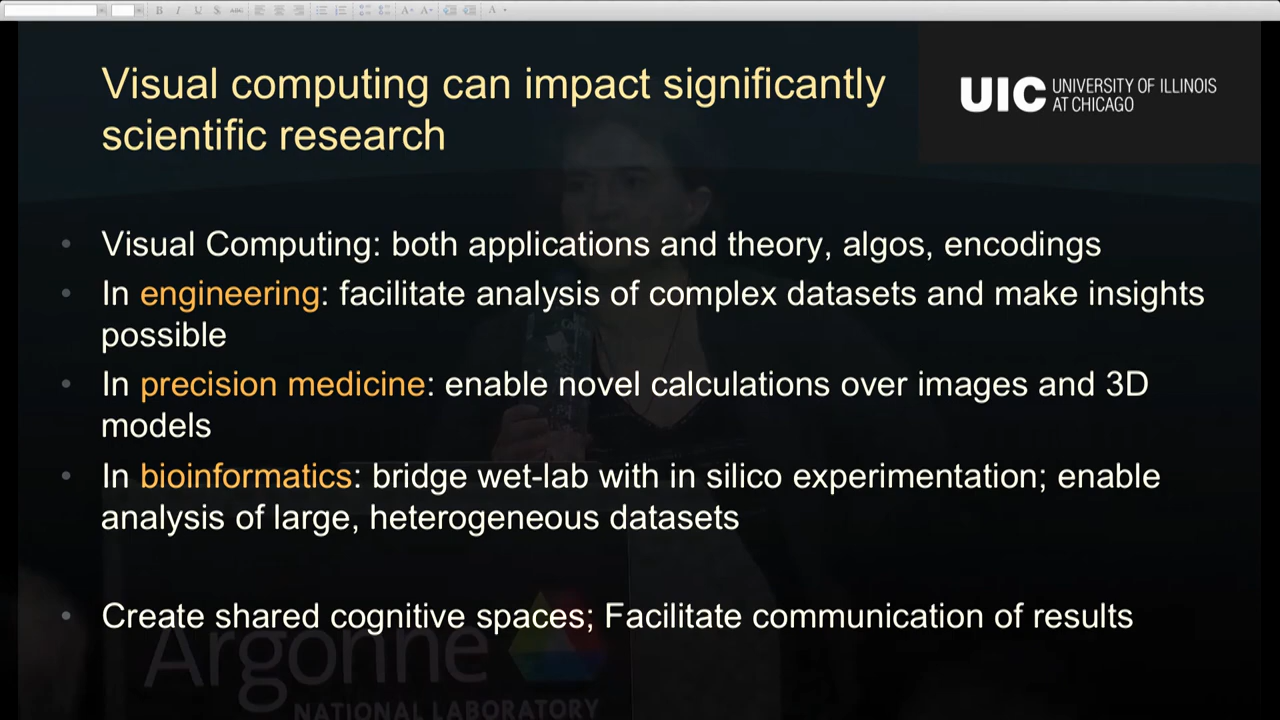 Visual computing can impact significantly
scientific research
UIC UNIVERSITY OF ILLINOIS
AT CHICAGO
• Visual Computing: both applications and theory, algos, encodings
• In engineering: facilitate analysis of complex datasets and make insights
possible
• In precision medicine: enable novel calculations over images and 3D
models
• In bioinformatics: bridge wet-lab with in silico experimentation; enable
analysis of large, heterogeneous datasets
• Create shared cognitive spaces; Facilitate communication of results
Argonne
NATIONAL LABORATORY